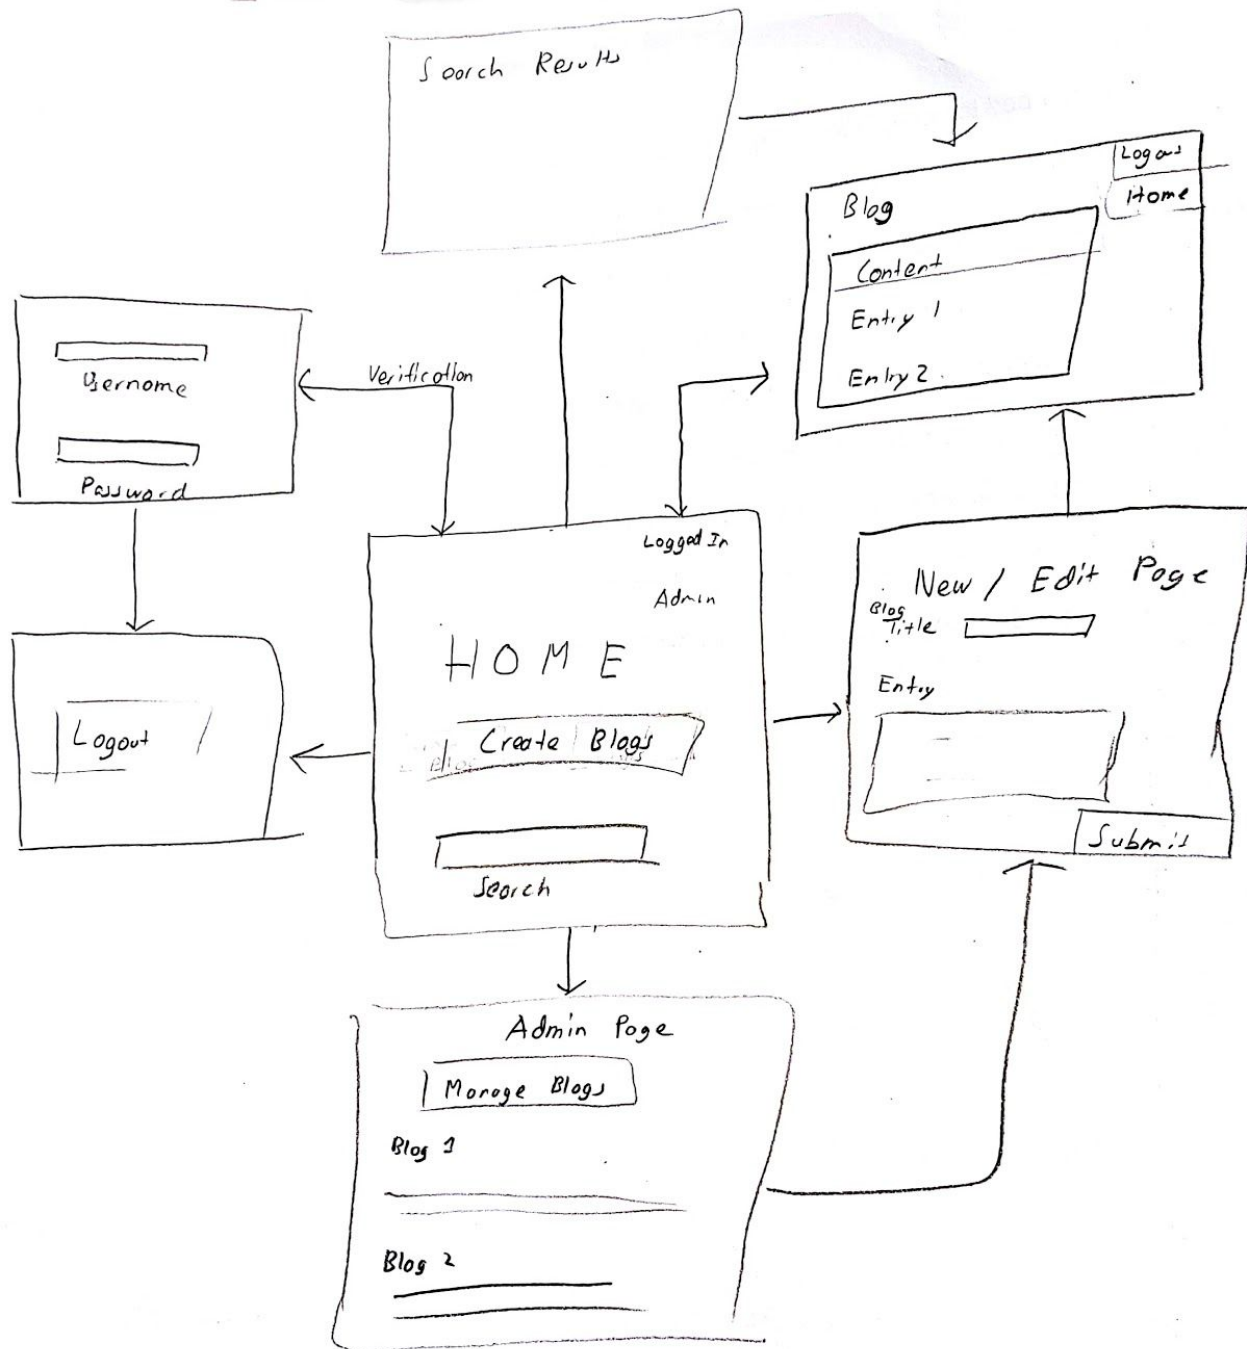 Search Results
Logout
Home
Blog
Content
Entry 1
Entry 2
Username
Password
Verification
Logged In
Admin
HOME
Create Blogs
Search
Logout
New / Edit Page
Blog
Title
Entry
Submit
Admin Page
Manage Blogs
Blog 1
Blog 2